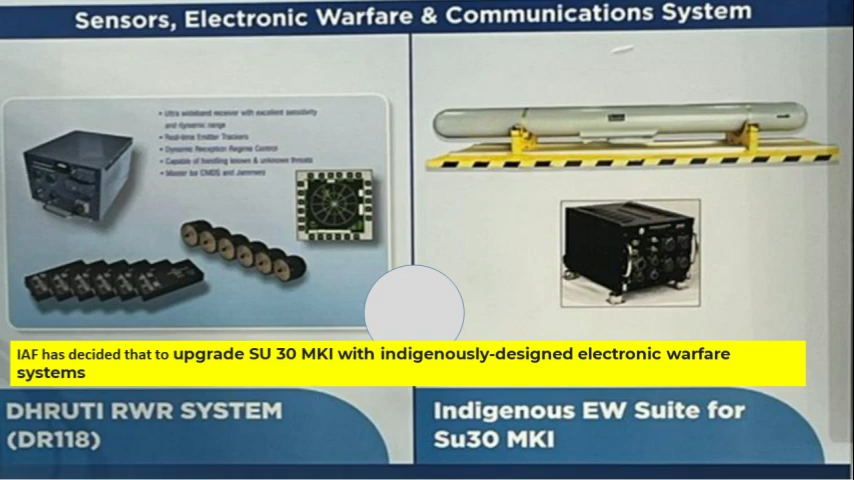 Sensors, Electronic Warfare & Communications System
• Ultra wideband receiver with excellent sensitivity
and dynamic range
• Real-time Emitter Trackers
• Dynamic Reception Regime Control
• Capable of handling known & unknown threats
• Master for CMDS and Jammers
IAF has decided that to upgrade SU 30 MKI with indigenously-designed electronic warfare
systems
DHRUTI RWR SYSTEM
(DR118)
Indigenous EW Suite for
Su30 MKI